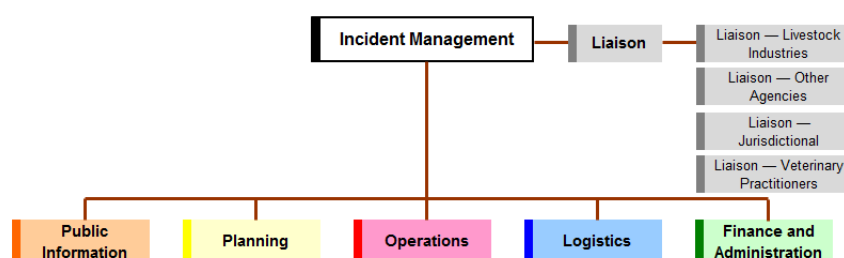 Incident Management
Liaison
Liaison — Livestock
Industries
Liaison — Other
Agencies
Liaison —
Jurisdictional
Liaison — Veterinary
Practitioners
Public
Information
Planning
Operations
Logistics
Finance and
Administration